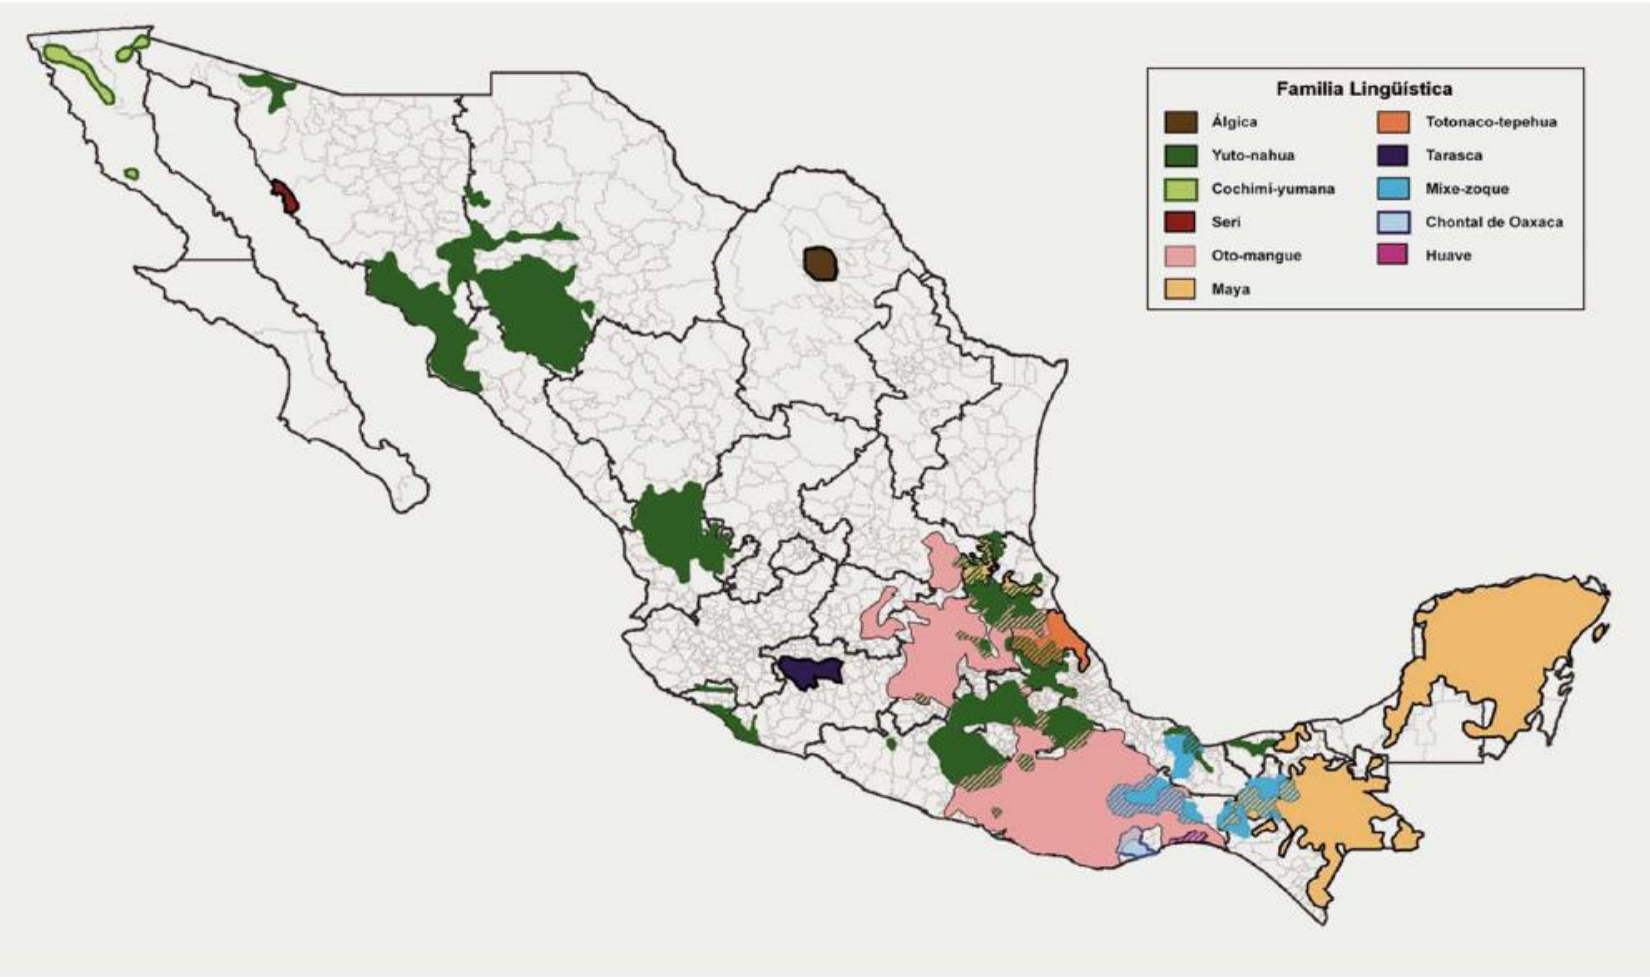 Familia Lingüística
Álgica
Yuto-nahua
Cochimí-yumana
Seri
Oto-mangue
Maya
Totonaco-tepehua
Tarasca
Mixe-zoque
Chontal de Oaxaca
Huave